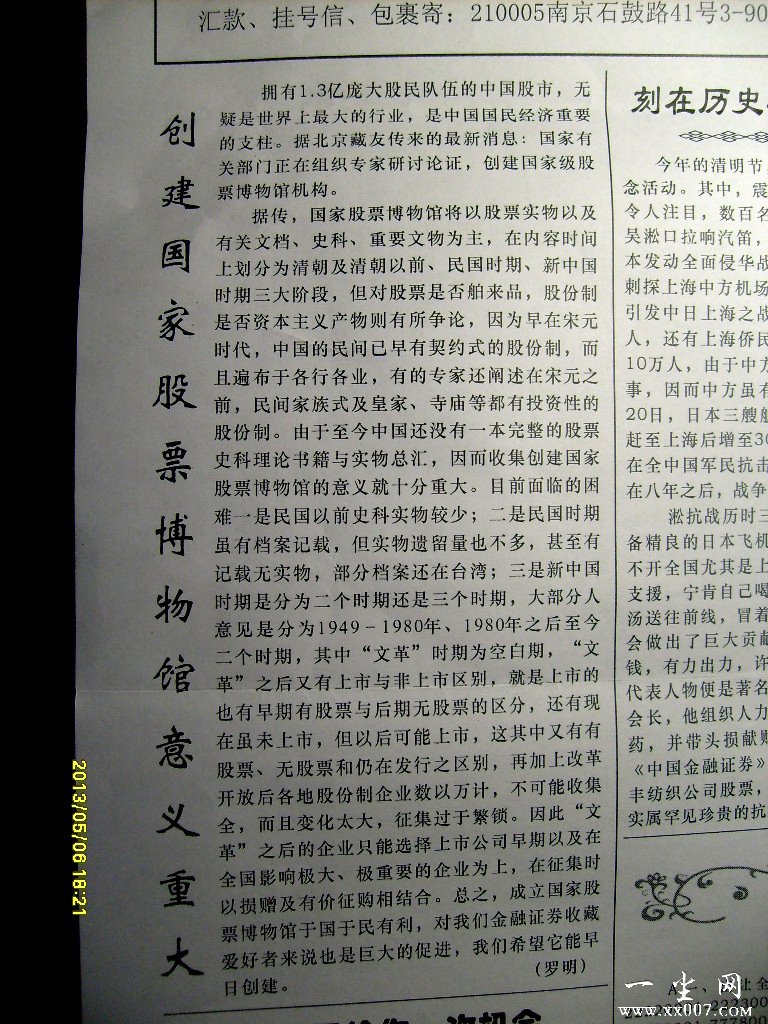 汇款、挂号信、包裹寄：210005南京石鼓路41号3-90
创建国家股票博物馆意义重大
拥有1.3亿庞大股民队伍的中国股市，无
疑是世界上最大的行业，是中国国民经济重要
的支柱。据北京藏友传来的最新消息：国家有
关部门正在组织专家研讨论证，创建国家级股
票博物馆机构。
据传，国家股票博物馆将以股票实物以及
有关文档、史科、重要文物为主，在内容时间
上划分为清朝及清朝以前、民国时期、新中国
时期三大阶段，但对股票是否舶来品，股份制
是否资本主义产物则有所争论，因为早在宋元
时代，中国的民间已早有契约式的股份制，而
且遍布于各行各业，有的专家还阐述在宋元之
前，民间家族式及皇家、寺庙等都有投资性的
股份制。由于至今中国还没有一本完整的股票
史科理论书籍与实物总汇，因而收集创建国家
股票博物馆的意义就十分重大。目前面临的困
难一是民国以前史科实物较少；二是民国时期
虽有档案记载，但实物遗留量也不多，甚至有
记载无实物，部分档案还在台湾；三是新中国
时期是分为二个时期还是三个时期，大部分人
意见是分为1949－1980年、1980年之后至今
二个时期，其中“文革”时期为空白期，“文
革”之后又有上市与非上市区别，就是上市的
也有早期有股票与后期无股票的区分，还有现
在虽未上市，但以后可能上市，这其中又有有
股票、无股票和仍在发行之区别，再加上改革
开放后各地股份制企业数以万计，不可能收集
全，而且变化太大，征集过于繁锁。因此“文
革”之后的企业只能选择上市公司早期以及在
全国影响极大、极重要的企业为上，在征集时
以损赠及有价征购相结合。总之，成立国家股
票博物馆于国于民有利，对我们金融证券收藏
爱好者来说也是巨大的促进，我们希望它能早
日创建。
（罗明）
刻在历史
今年的清明节，
念活动。其中，震
令人注目，数百名
吴淞口拉响汽笛，
本发动全面侵华战
刺探上海中方机场
引发中日上海之战
人，还有上海侨民
10万人，由于中方
事，因而中方虽有
20日，日本三艘
赶至上海后增至30
在全中国军民抗击
在八年之后，战争
淞抗战历时三
备精良的日本飞机
不开全国尤其是上
支援，宁肯自己喝
汤送往前线，冒着
会做出了巨大贡献
钱，有力出力，许
代表人物便是著名
会长，他组织人力
药，并带头损献
《中国金融证券》
丰纺织公司股票，
实属罕见珍贵的抗
2013/05/06 18:21
一尘网
www.xx007.com